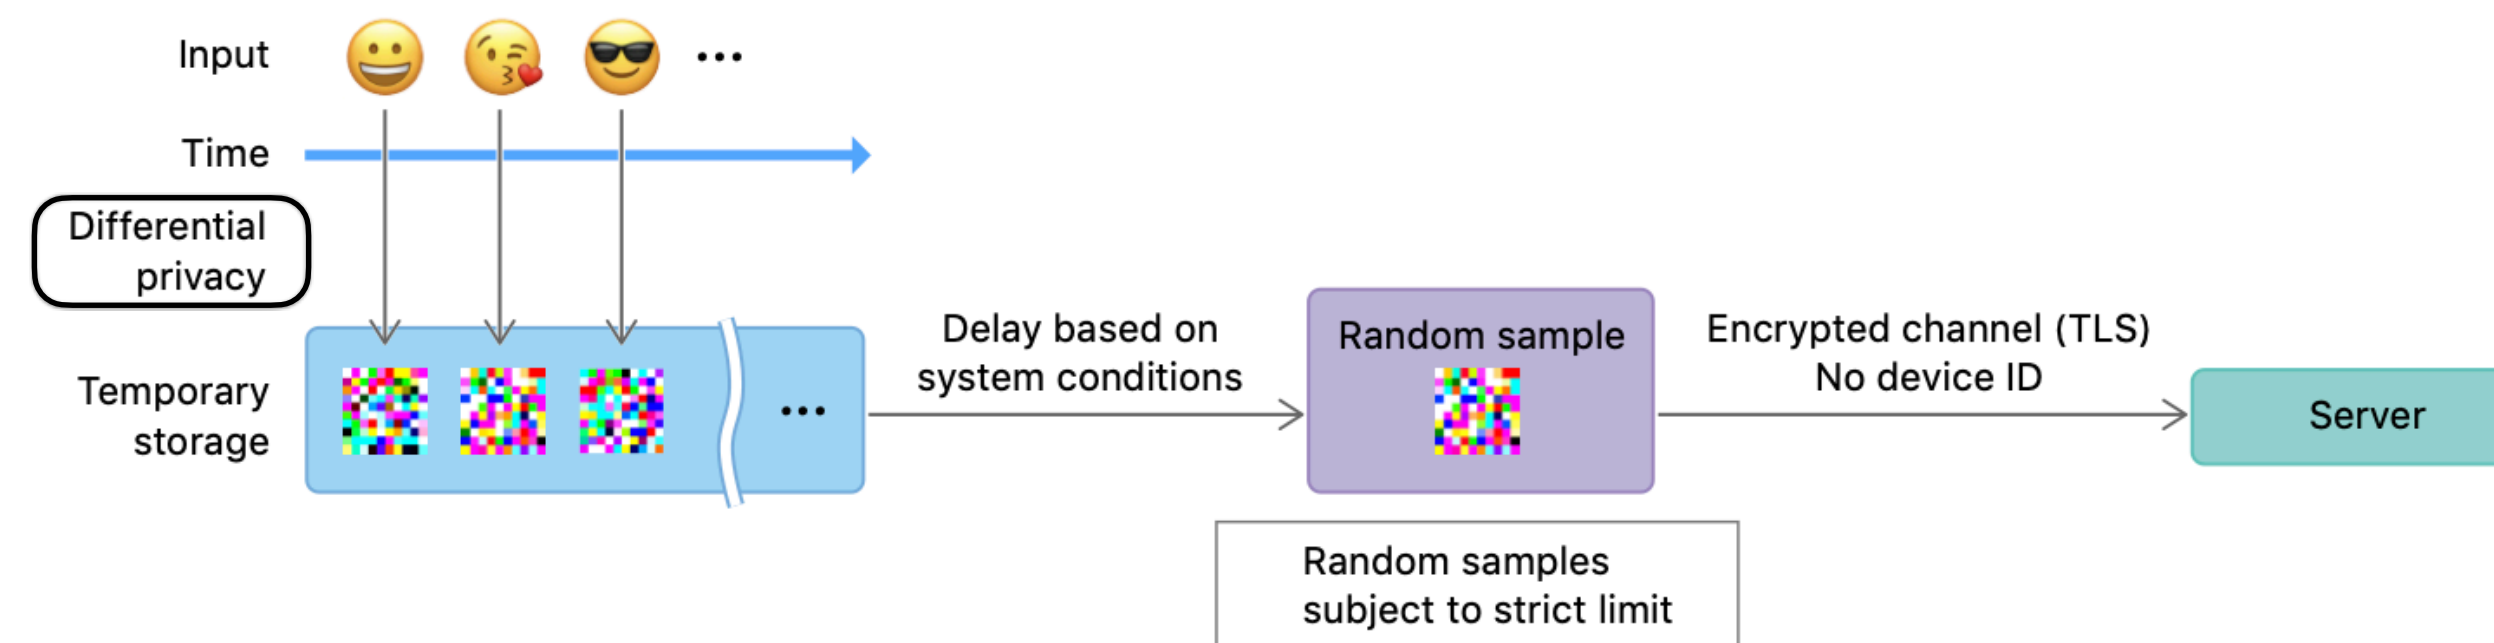 Input
Time
Differential
privacy
Temporary
storage
Delay based on
system conditions
Random sample
Encrypted channel (TLS)
No device ID
Server
Random samples
subject to strict limit